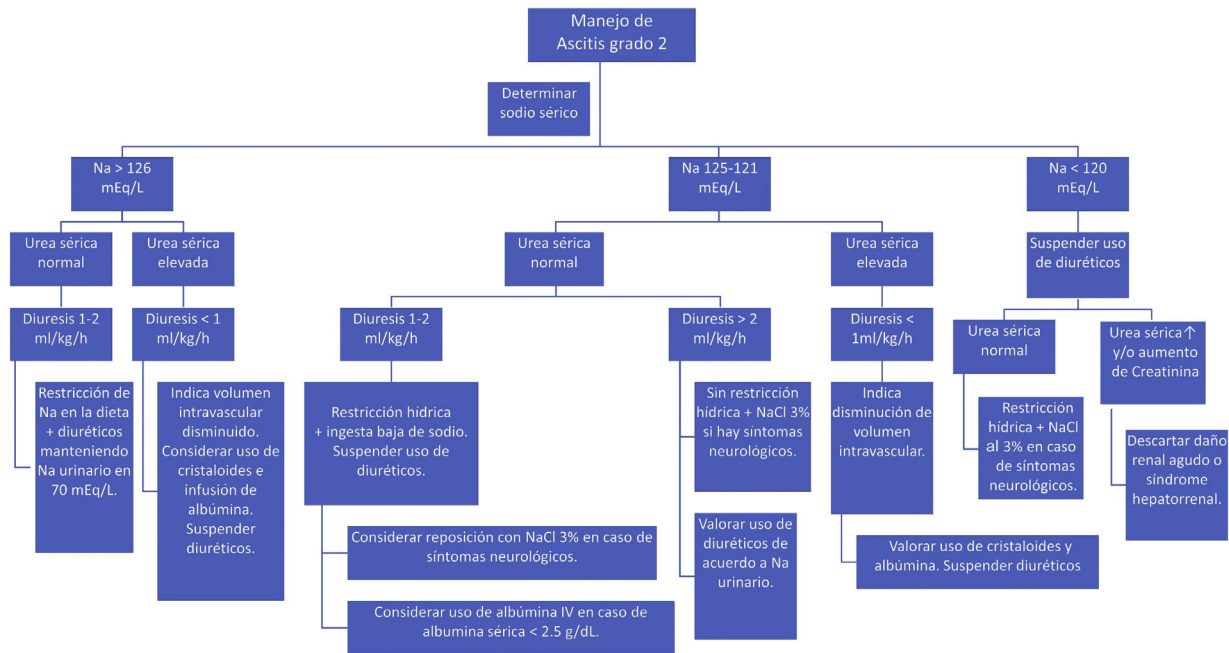 Manejo de
Ascitis grado 2
Determinar
sodio sérico
Na > 126
mEq/L
Na 125-121
mEq/L
Na < 120
mEq/L
Urea sérica
normal
Urea sérica
elevada
Urea sérica
normal
Urea sérica
elevada
Suspender uso
de diuréticos
Diuresis 1-2
ml/kg/h
Diuresis < 1
ml/kg/h
Diuresis 1-2
ml/kg/h
Diuresis > 2
ml/kg/h
Diuresis <
1ml/kg/h
Urea sérica
normal
Urea sérica↑
y/o aumento
de Creatinina
Restricción de
Na en la dieta
+ diuréticos
manteniendo
Na urinario en
70 mEq/L.
Indica volumen
intravascular
disminuido.
Considerar uso de
cristaloides e
infusión de
albúmina.
Suspender
diuréticos.
Restricción hídrica
+ ingesta baja de sodio.
Suspender uso de
diuréticos.
Sin restricción
hídrica + NaCl 3%
si hay síntomas
neurológicos.
Indica
disminución de
volumen
intravascular.
Restricción
hídrica + NaCl
al 3% en caso
de síntomas
neurológicos.
Descartar daño
renal agudo o
síndrome
hepatorrenal.
Considerar reposición con NaCl 3% en caso de
síntomas neurológicos.
Valorar uso de
diuréticos de
acuerdo a Na
urinario.
Valorar uso de cristaloides y
albúmina. Suspender diuréticos
Considerar uso de albúmina IV en caso de
albumina sérica < 2.5 g/dL.